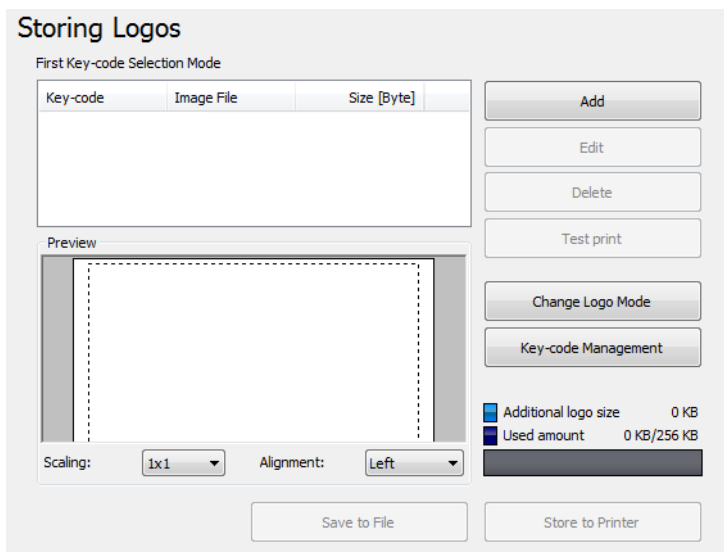 Storing Logos
First Key-code Selection Mode
Key-code Image File Size [Byte]
Add
Edit
Delete
Test print
Preview
Change Logo Mode
Key-code Management
Additional logo size 0 KB
Used amount 0 KB/256 KB
Scaling: 1x1 Alignment: Left
Save to File Store to Printer